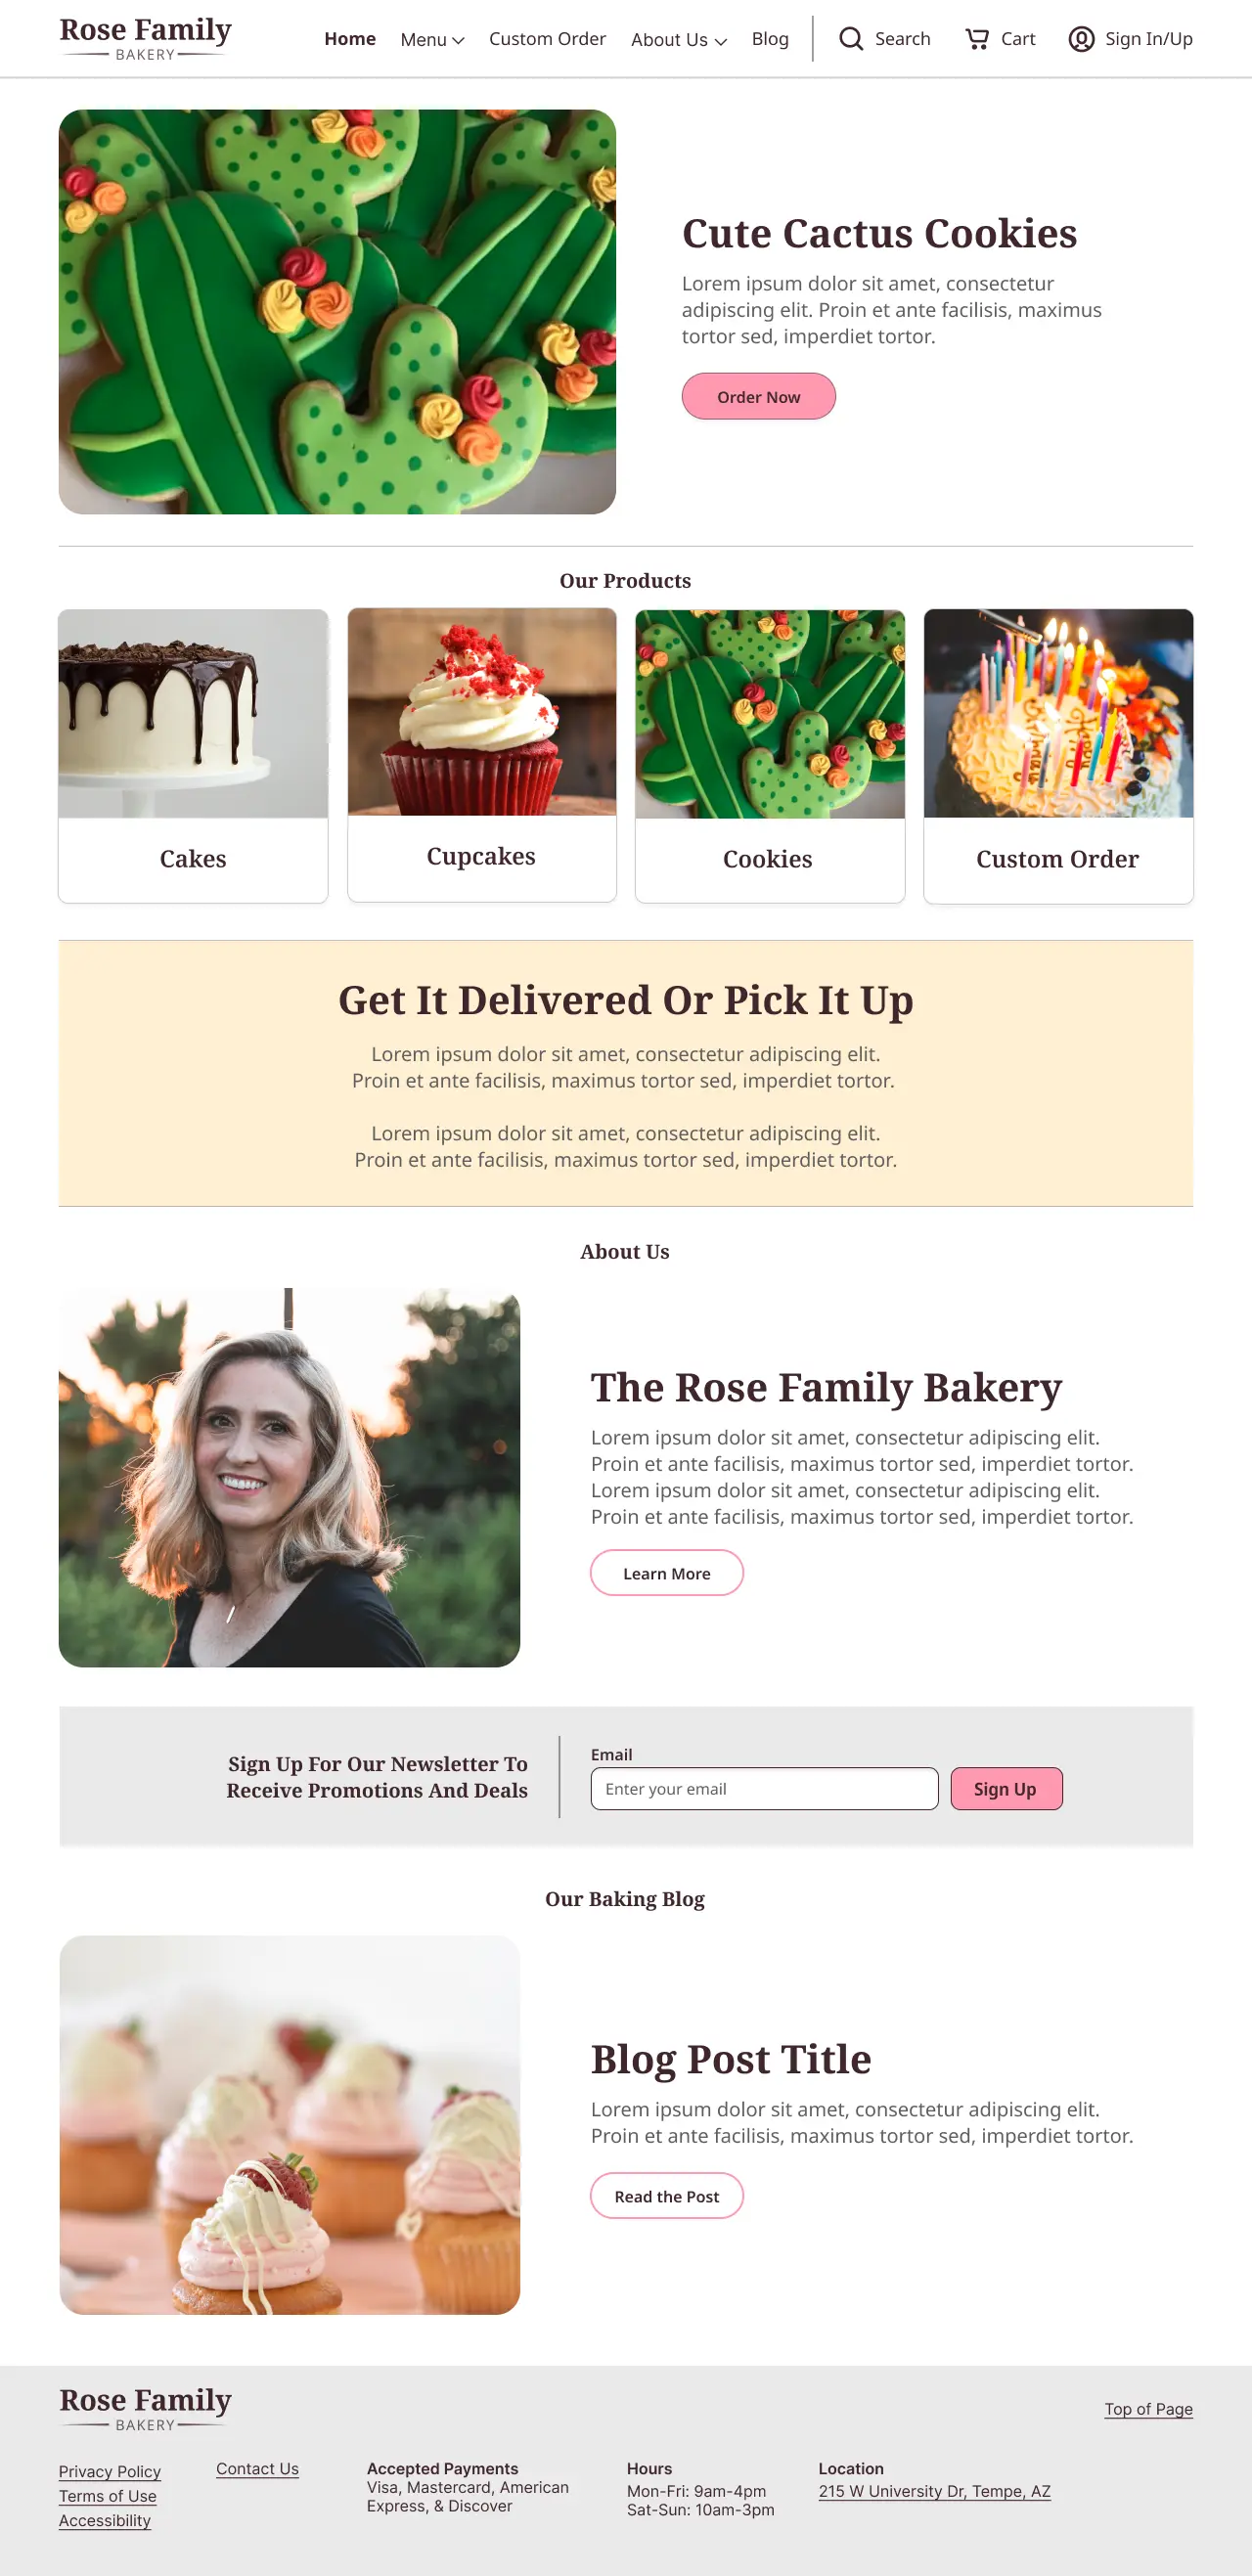 Rose Family
BAKERY
Home
Menu
Custom Order
About Us
Blog
Search
Cart
Sign In/Up
Cute Cactus Cookies
Lorem ipsum dolor sit amet, consectetur
adipiscing elit. Proin et ante facilisis, maximus
tortor sed, imperdiet tortor.
Order Now
Our Products
Cakes
Cupcakes
Cookies
Custom Order
Get It Delivered Or Pick It Up
Lorem ipsum dolor sit amet, consectetur adipiscing elit.
Proin et ante facilisis, maximus tortor sed, imperdiet tortor.
Lorem ipsum dolor sit amet, consectetur adipiscing elit.
Proin et ante facilisis, maximus tortor sed, imperdiet tortor.
About Us
The Rose Family Bakery
Lorem ipsum dolor sit amet, consectetur adipiscing elit.
Proin et ante facilisis, maximus tortor sed, imperdiet tortor.
Lorem ipsum dolor sit amet, consectetur adipiscing elit.
Proin et ante facilisis, maximus tortor sed, imperdiet tortor.
Learn More
Sign Up For Our Newsletter To
Receive Promotions And Deals
Email
Enter your email
Sign Up
Our Baking Blog
Blog Post Title
Lorem ipsum dolor sit amet, consectetur adipiscing elit.
Proin et ante facilisis, maximus tortor sed, imperdiet tortor.
Read the Post
Rose Family
BAKERY
Top of Page
Privacy Policy
Terms of Use
Accessibility
Contact Us
Accepted Payments
Visa, Mastercard, American
Express, & Discover
Hours
Mon-Fri: 9am-4pm
Sat-Sun: 10am-3pm
Location
215 W University Dr, Tempe, AZ